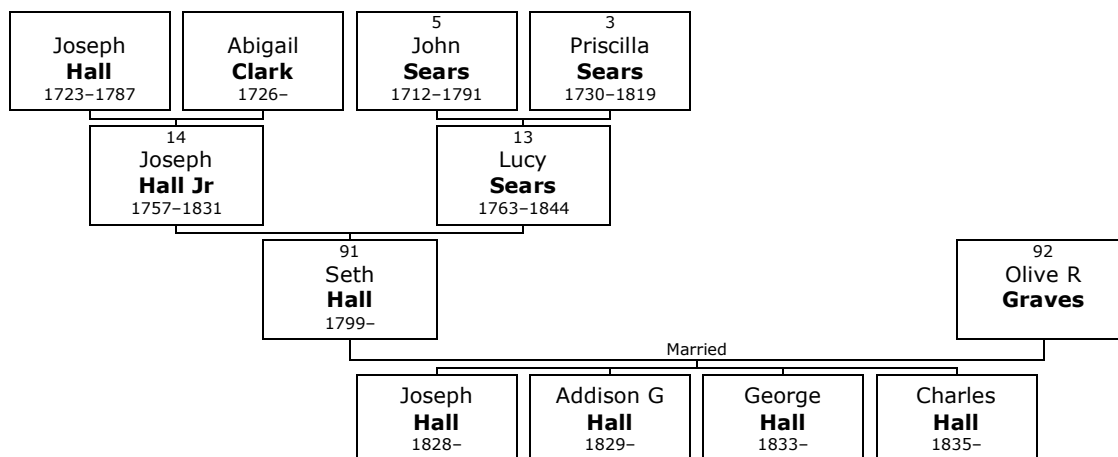 Joseph
Hall
1723–1787
Abigail
Clark
1726–
5
John
Sears
1712–1791
3
Priscilla
Sears
1730–1819
14
Joseph
Hall Jr
1757–1831
13
Lucy
Sears
1763–1844
91
Seth
Hall
1799–
92
Olive R
Graves
Married
Joseph
Hall
1828–
Addison G
Hall
1829–
George
Hall
1833–
Charles
Hall
1835–